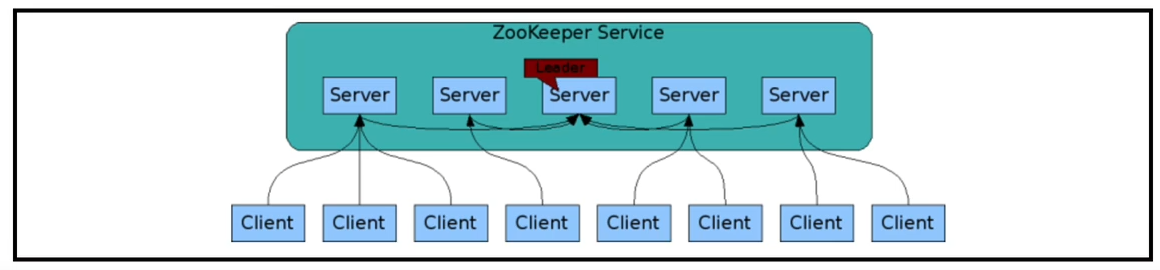 ZooKeeper Service
Leader
Server Server Server Server Server
Client Client Client Client Client Client Client Client